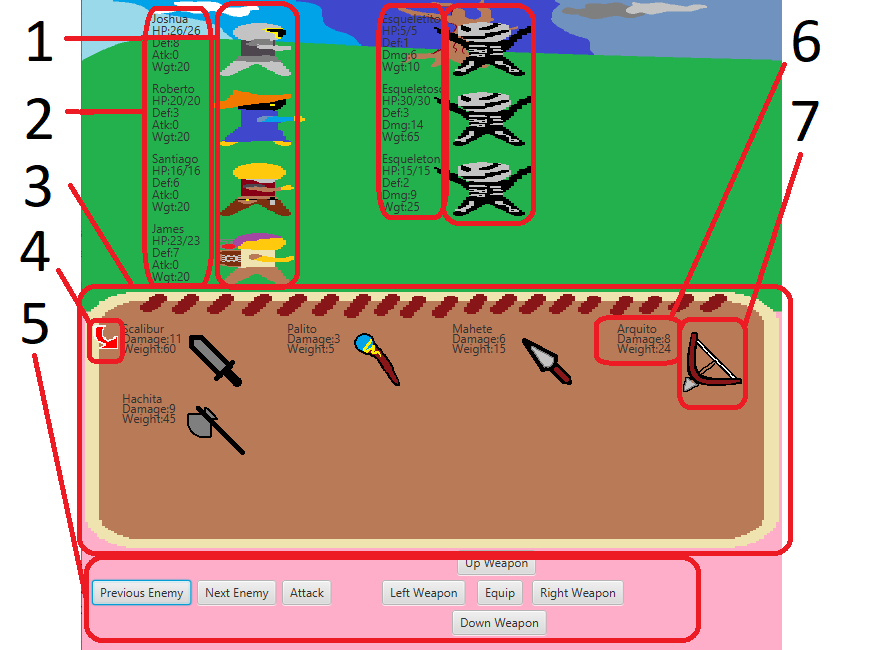 1
2
3
4
5
6
7
Joshua
HP:26/26
Def:8
Atk:0
Wgt:20
Roberto
HP:20/20
Def:3
Atk:0
Wgt:20
Santiago
HP:16/16
Def:6
Atk:0
Wgt:20
James
HP:23/23
Def:7
Atk:0
Wgt:20
Esqueletito
HP:5/5
Def:1
Dmg:6
Wgt:10
Esqueletoso
HP:30/30
Def:3
Dmg:14
Wgt:65
Esqueleton
HP:15/15
Def:2
Dmg:9
Wgt:25
Scalibur
Damage:11
Weight:60
Palito
Damage:3
Weight:5
Mahete
Damage:6
Weight:15
Arquito
Damage:8
Weight:24
Hachita
Damage:9
Weight:45
Up Weapon
Previous Enemy Next Enemy Attack Left Weapon Equip Right Weapon
Down Weapon